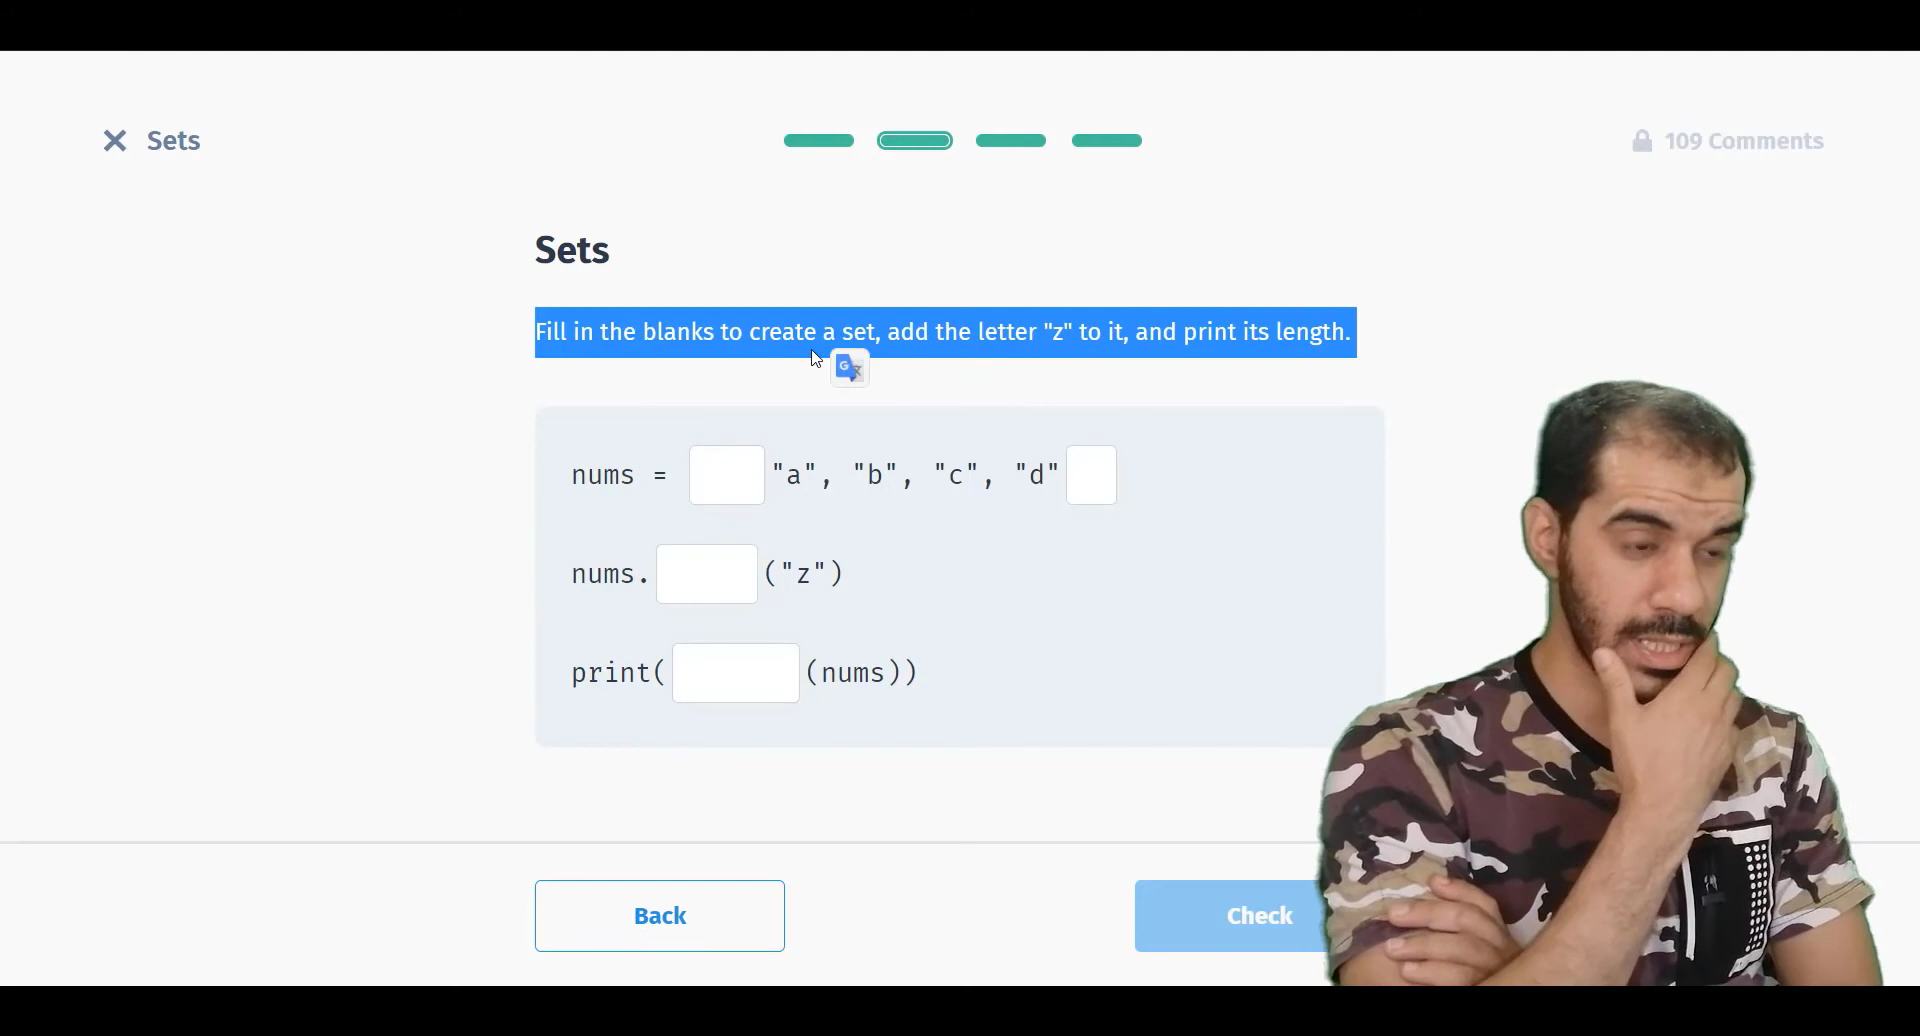 Sets
109 Comments
Sets
Fill in the blanks to create a set, add the letter "z" to it, and print its length.
nums = "a", "b", "c", "d"
nums. ("z")
print( (nums))
Back
Check